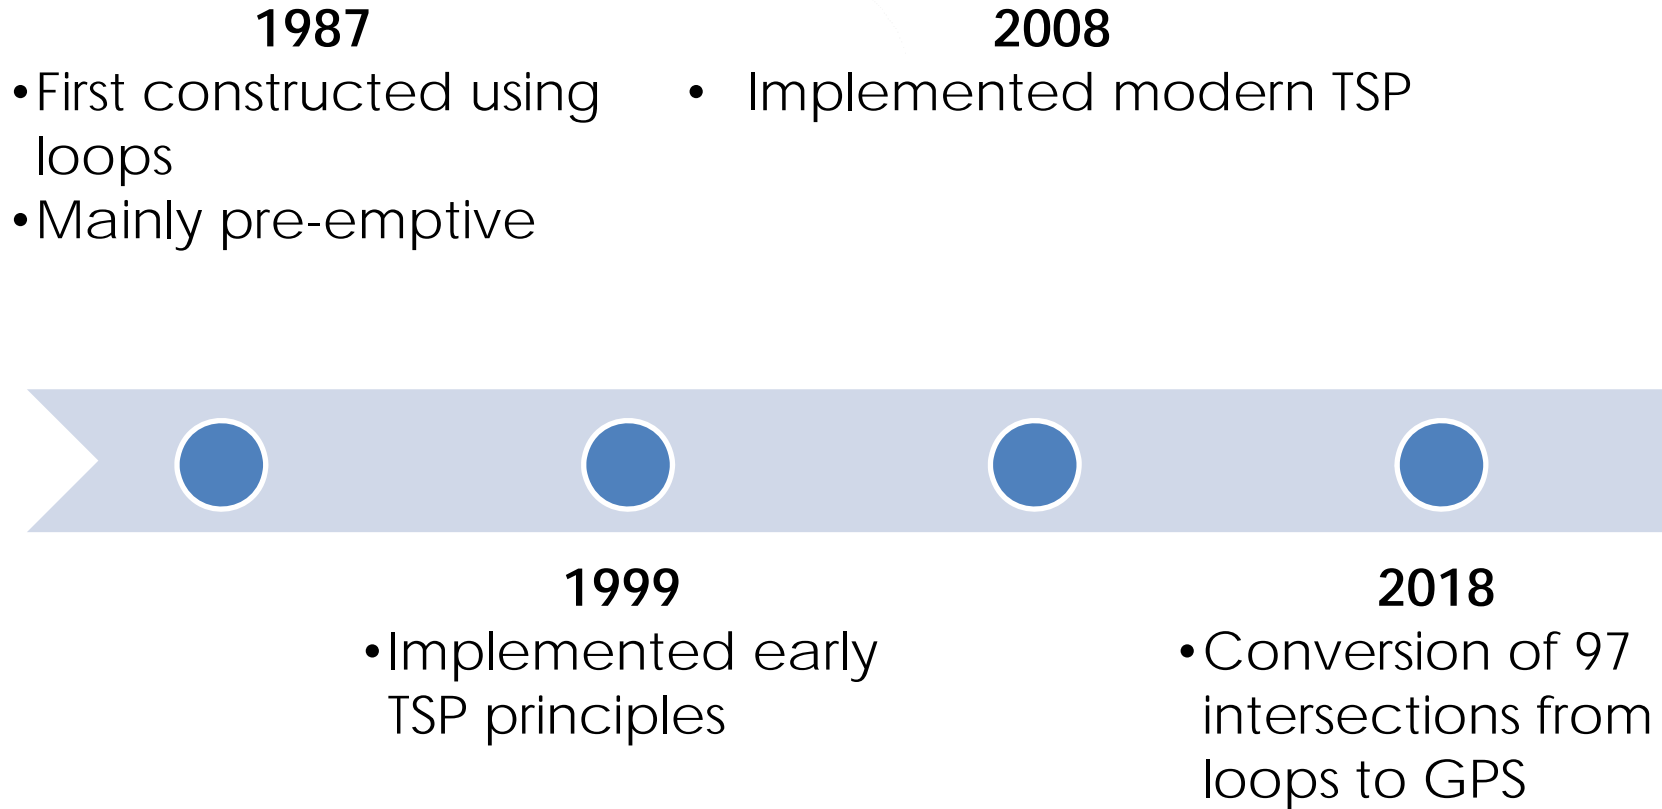 1987
•First constructed using
loops
•Mainly pre-emptive
2008
• Implemented modern TSP
1999
•Implemented early
TSP principles
2018
•Conversion of 97
intersections from
loops to GPS